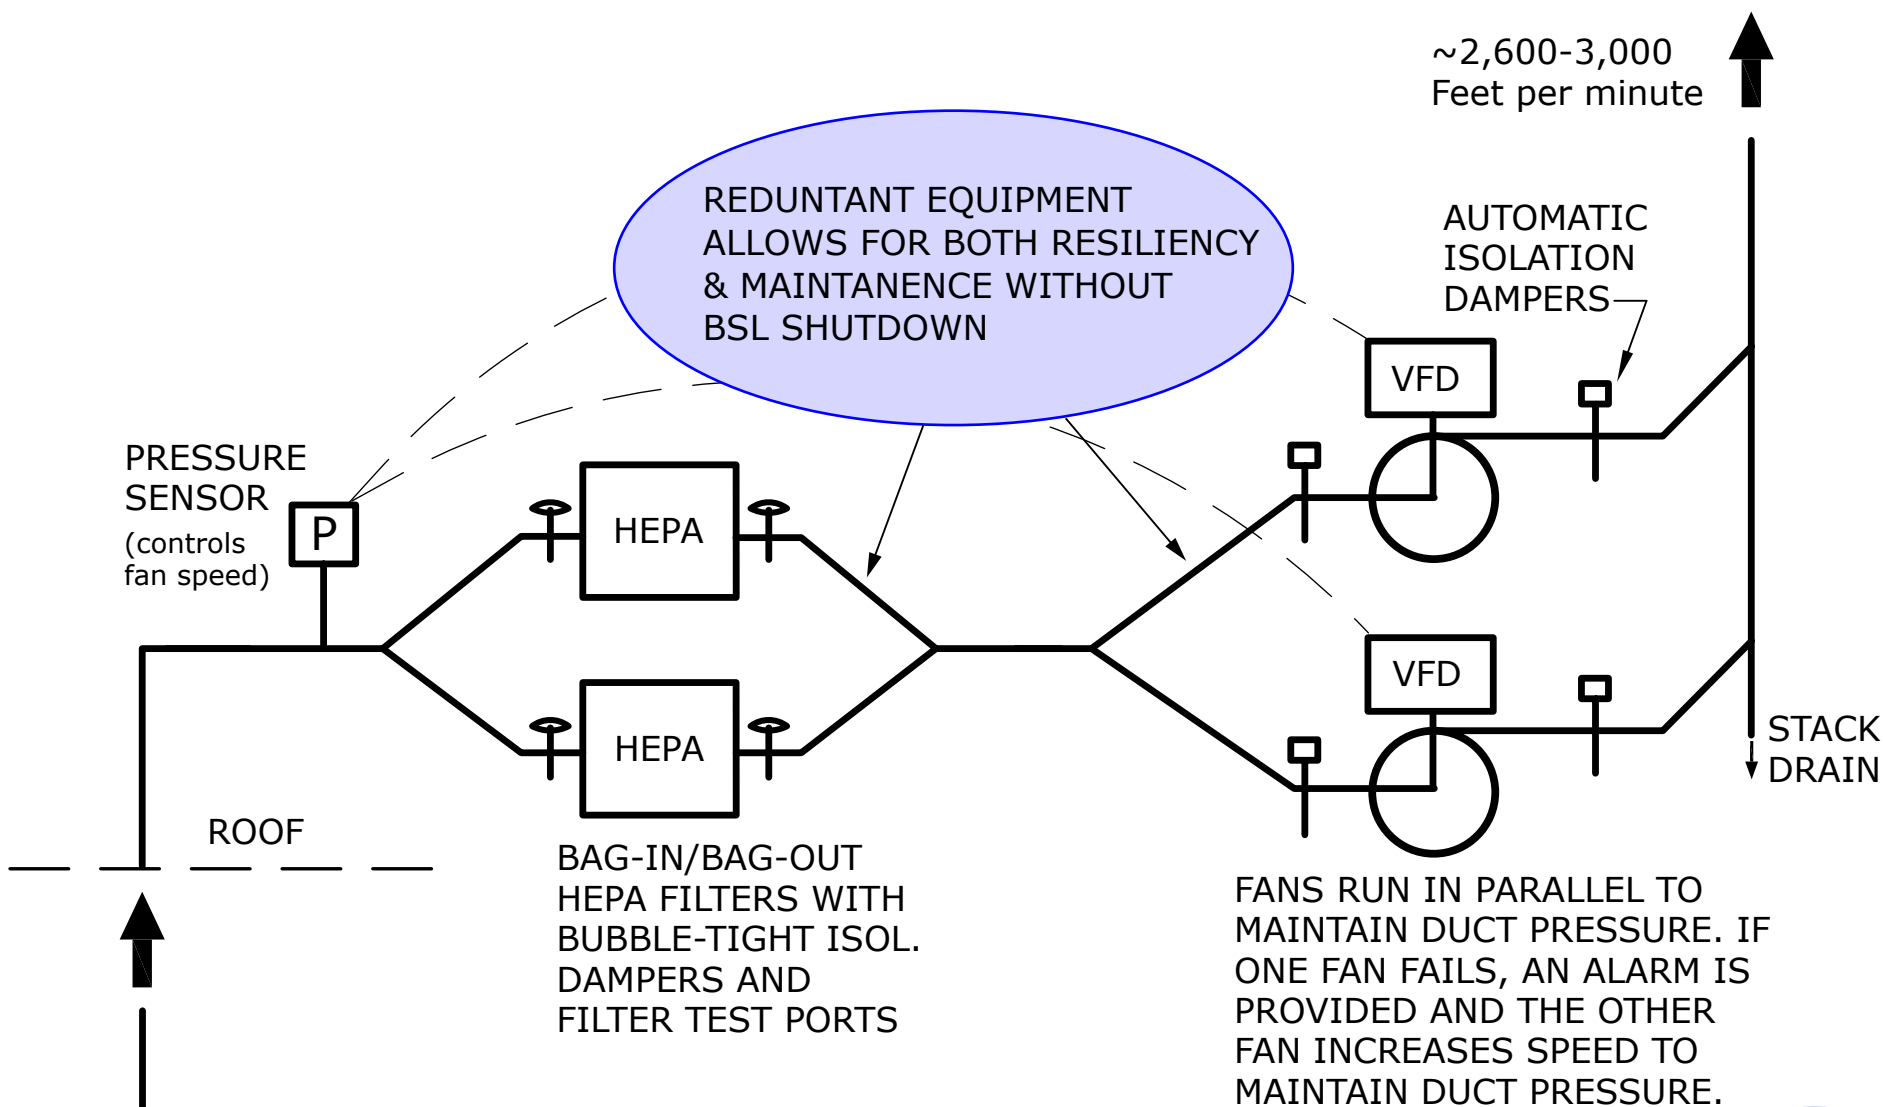 ~2,600-3,000
Feet per minute
REDUNTANT EQUIPMENT
ALLOWS FOR BOTH RESILIENCY
& MAINTANENCE WITHOUT
BSL SHUTDOWN
AUTOMATIC
ISOLATION
DAMPERS
VFD
PRESSURE
SENSOR
(controls
fan speed)
P
HEPA
HEPA
VFD
STACK
DRAIN
ROOF
BAG-IN/BAG-OUT
HEPA FILTERS WITH
BUBBLE-TIGHT ISOL.
DAMPERS AND
FILTER TEST PORTS
FANS RUN IN PARALLEL TO
MAINTAIN DUCT PRESSURE. IF
ONE FAN FAILS, AN ALARM IS
PROVIDED AND THE OTHER
FAN INCREASES SPEED TO
MAINTAIN DUCT PRESSURE.